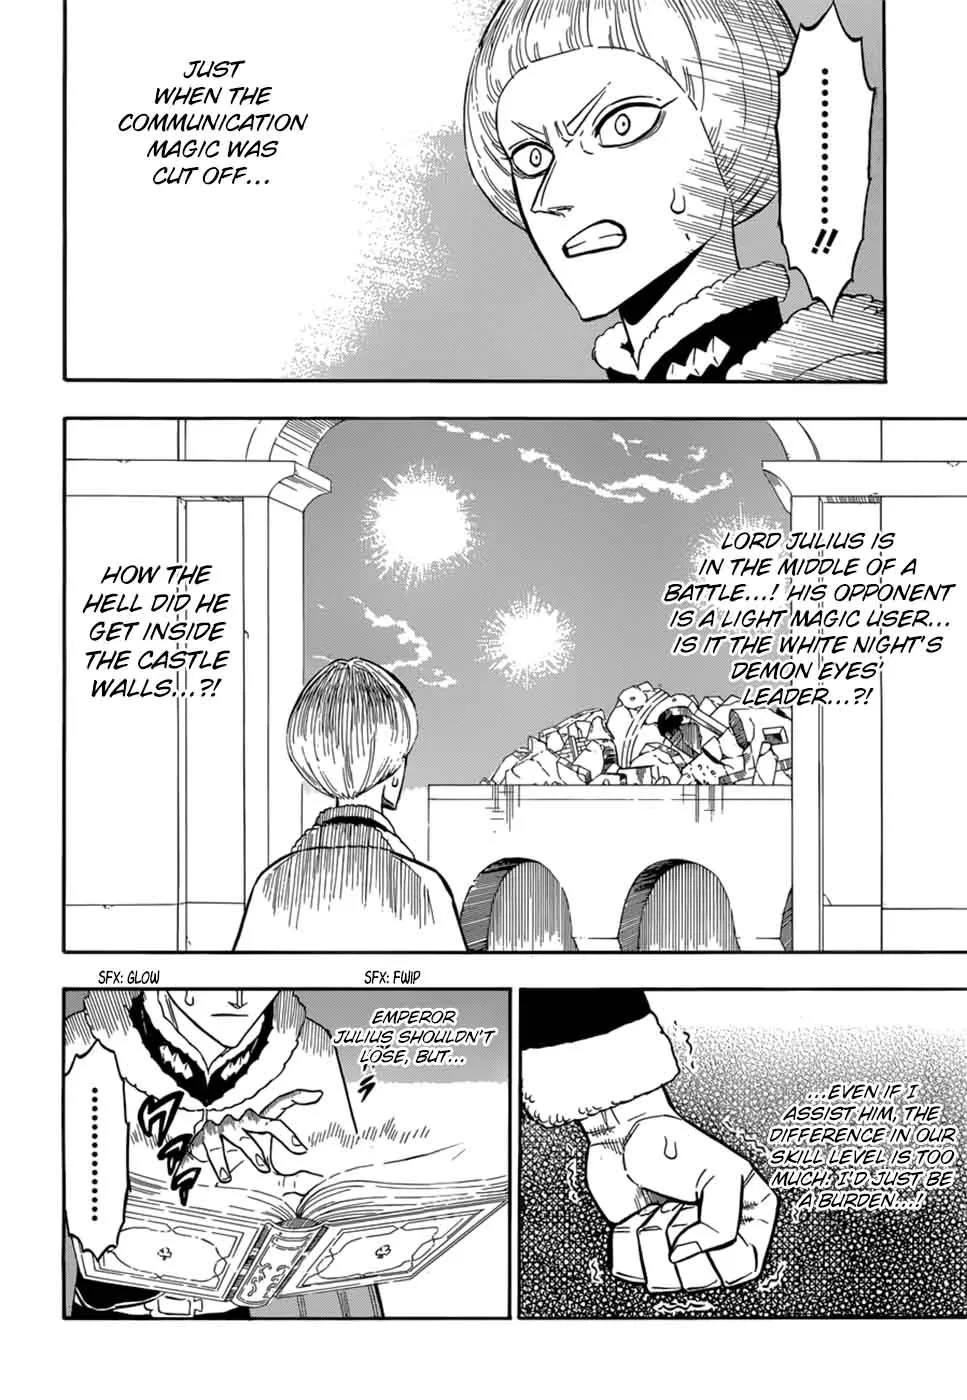 ..........!!
JUST
WHEN THE
COMMUNICATION
MAGIC WAS
CUT OFF...
LORD JULIUS IS
IN THE MIDDLE OF A
BATTLE...! HIS OPPONENT
IS A LIGHT MAGIC USER...
IS IT THE WHITE NIGHT'S
DEMON EYES'
LEADER...?!
HOW THE
HELL DID HE
GET INSIDE
THE CASTLE
WALLS...?!
...EVEN IF I
ASSIST HIM, THE
DIFFERENCE IN OUR
SKILL LEVEL IS TOO
MUCH. I'D JUST BE
A BURDEN...!
SFX: GLOW
SFX: FWIP
EMPEROR
JULIUS SHOULDN'T
LOSE, BUT...
..........